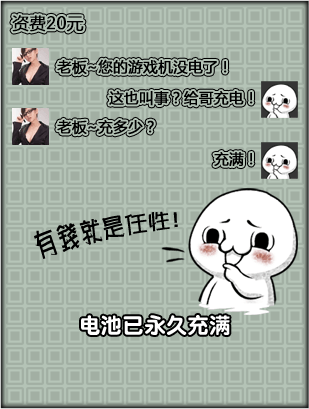 资费20元
老板~您的游戏机没电了！
这也叫事？给哥充电！
老板~充多少？
充满！
有錢就是任性！
电池已永久充满